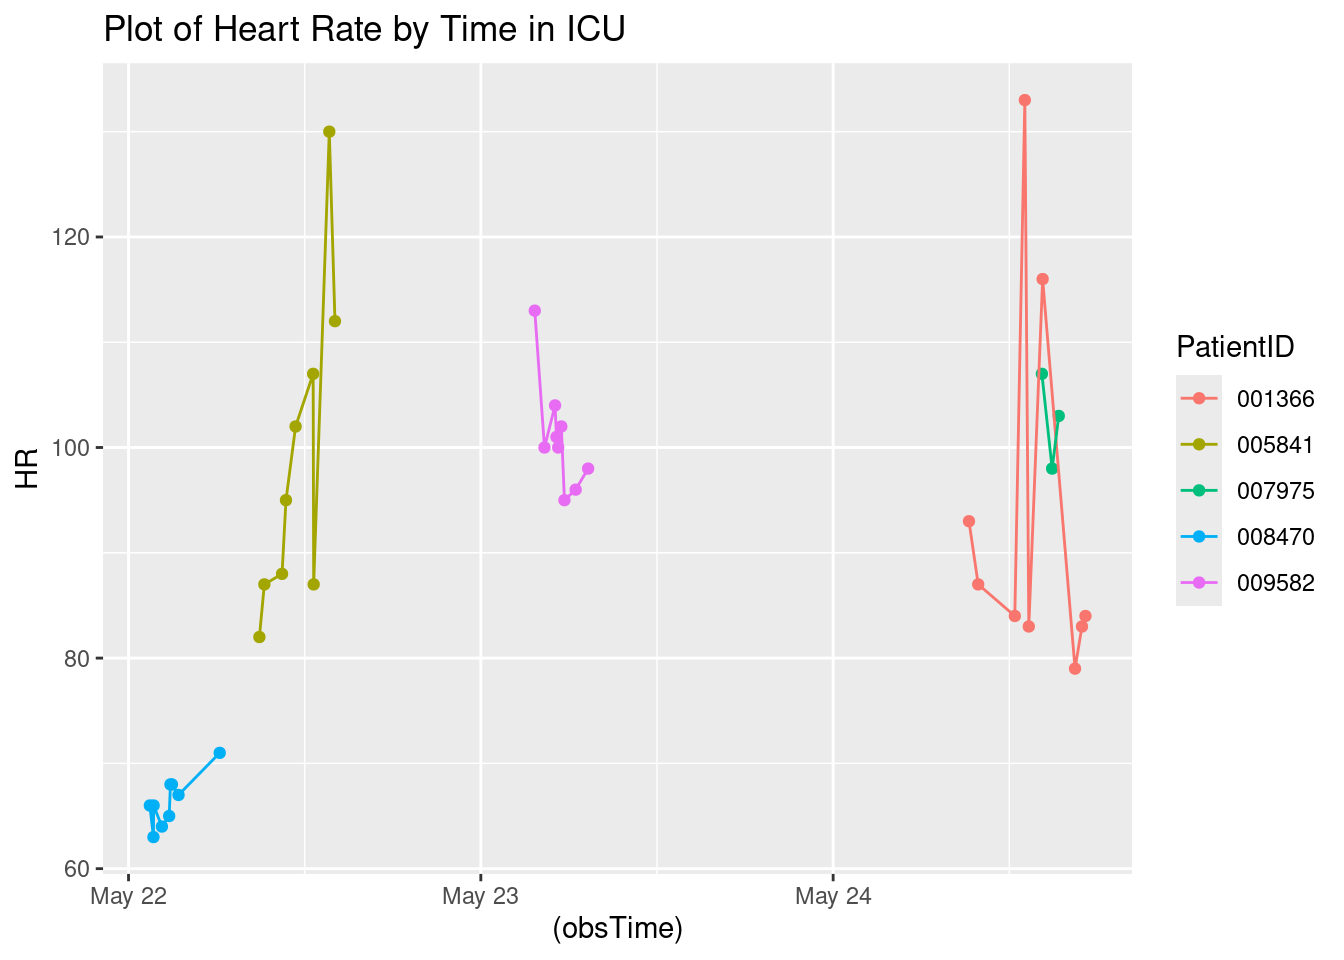 Plot of Heart Rate by Time in ICU
HR
120
100
80
60
May 22
May 23
May 24
(obsTime)
PatientID
001366
005841
007975
008470
009582